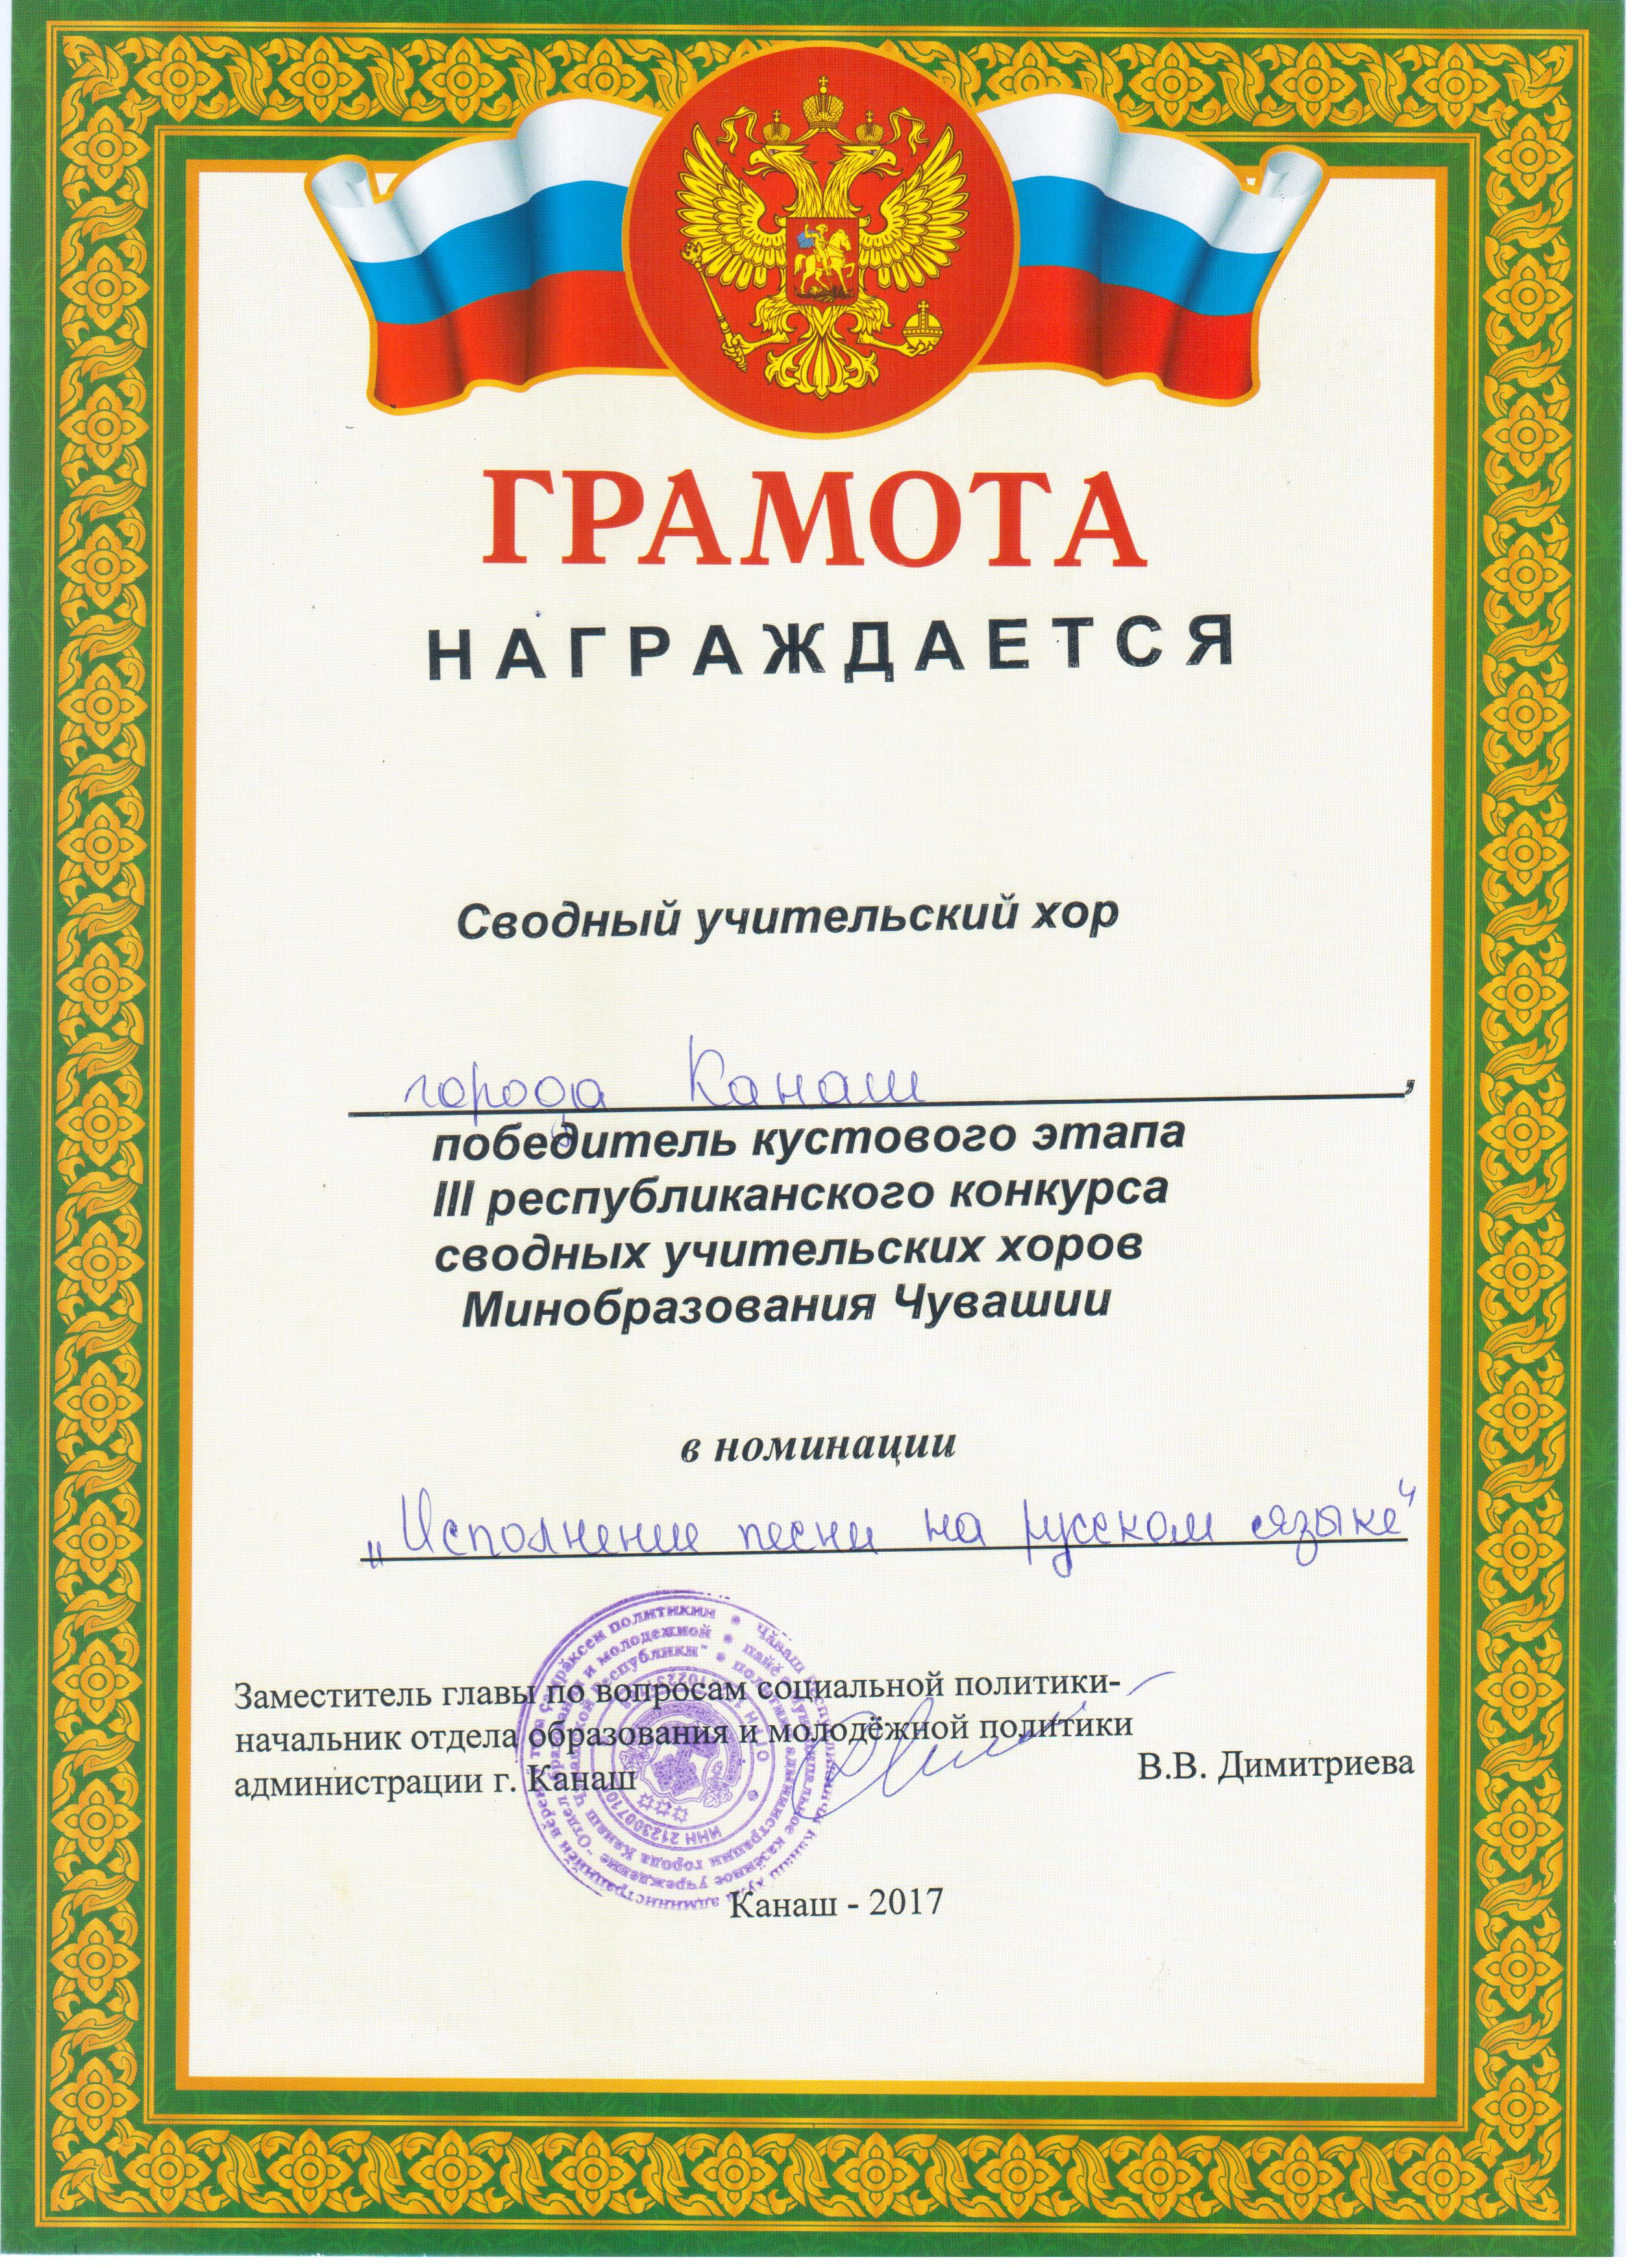 ГРАМОТА
НАГРАЖДАЕТСЯ
Сводный учительский хор
города Канаш,
победитель кустового этапа
III республиканского конкурса
сводных учительских хоров
Минобразования Чувашии
в номинации
„Исполнение песни на русском языке“
Заместитель главы по вопросам социальной политики-
начальник отдела образования и молодёжной политики
администрации г. Канаш
В.В. Димитриева
Канаш - 2017